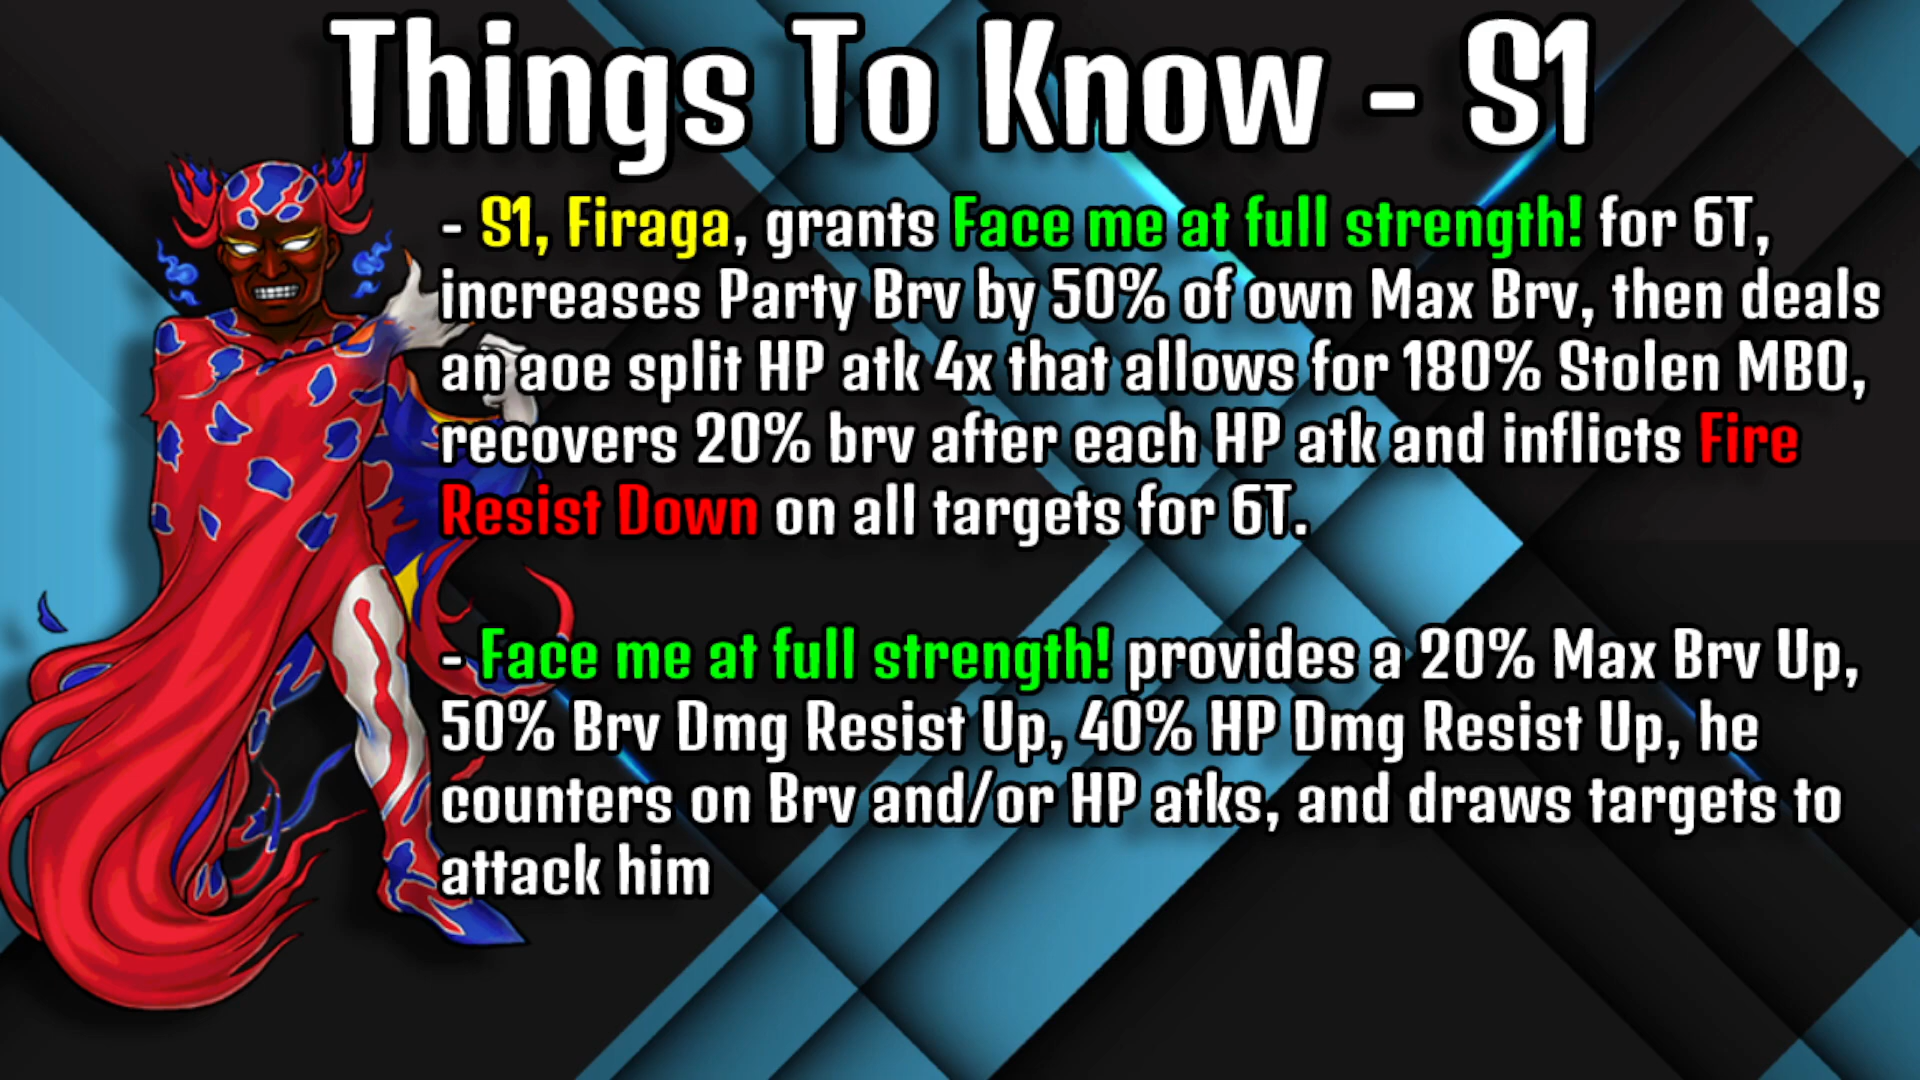 Things To Know - S1
- S1, Firaga, grants Face me at full strength! for 6T,
increases Party Brv by 50% of own Max Brv, then deals
an aoe split HP atk 4x that allows for 180% Stolen MBO,
recovers 20% brv after each HP atk and inflicts Fire
Resist Down on all targets for 6T.
- Face me at full strength! provides a 20% Max Brv Up,
50% Brv Dmg Resist Up, 40% HP Dmg Resist Up, he
counters on Brv and/or HP atks, and draws targets to
attack him